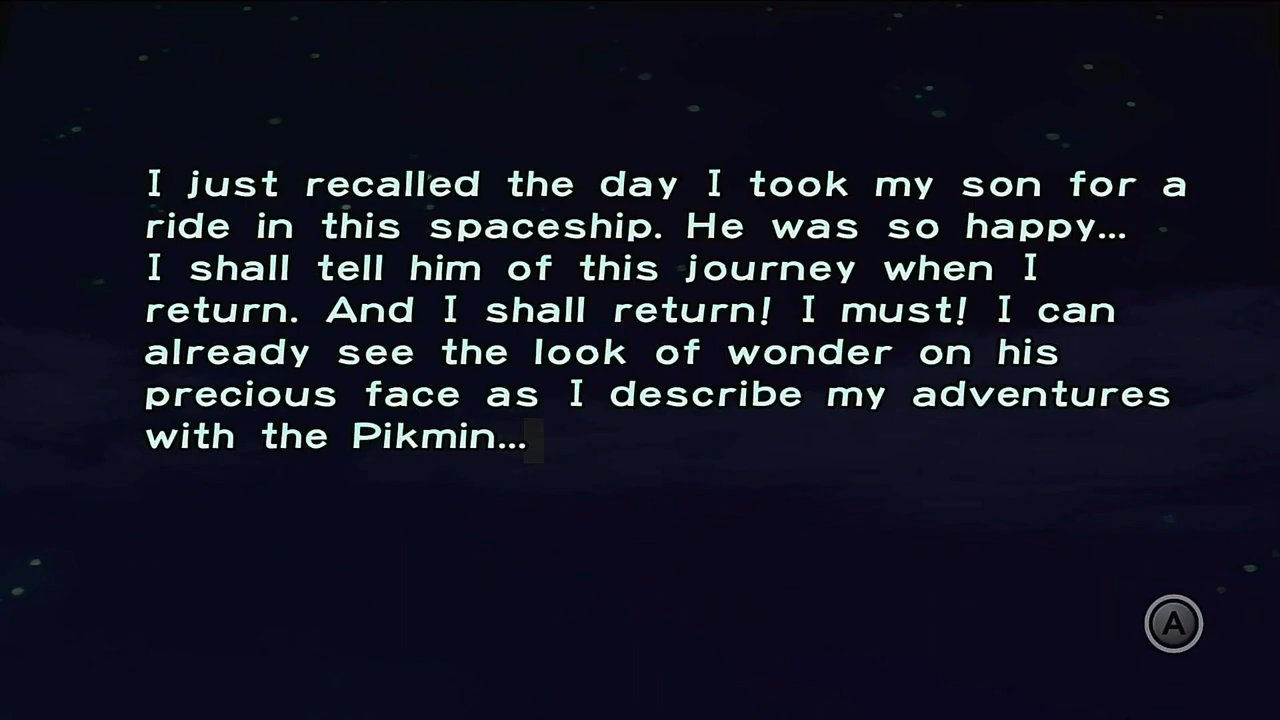 I just recalled the day I took my son for a
ride in this spaceship. He was so happy...
I shall tell him of this journey when I
return. And I shall return! I must! I can
already see the look of wonder on his
precious face as I describe my adventures
with the Pikmin...
A